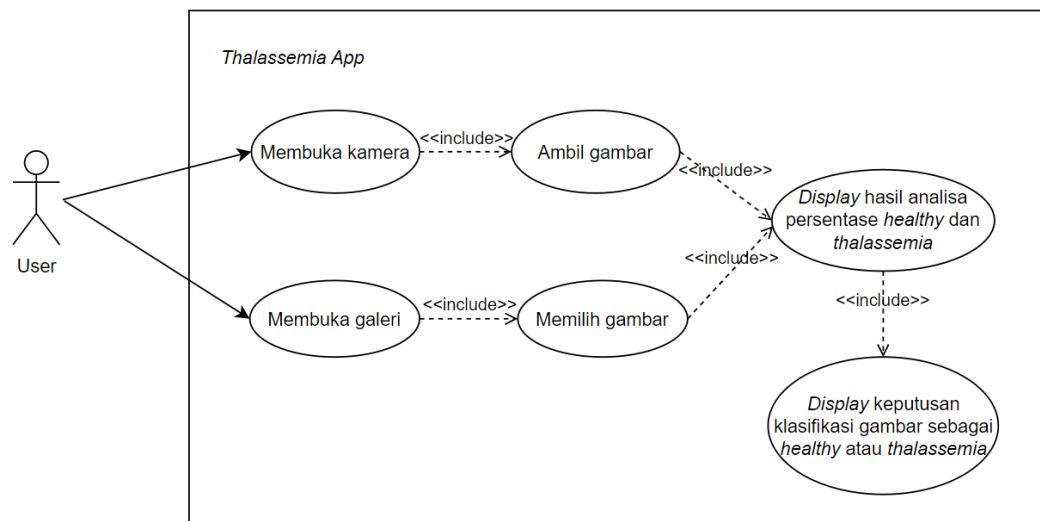 Thalassemia App
<<include>>
<<include>>
Membuka kamera
Ambil gambar
Display hasil analisa
persentase healthy dan
thalassemia
User
<<include>>
<<include>>
<<include>>
Membuka galeri
Memilih gambar
Display keputusan
klasifikasi gambar sebagai
healthy atau thalassemia